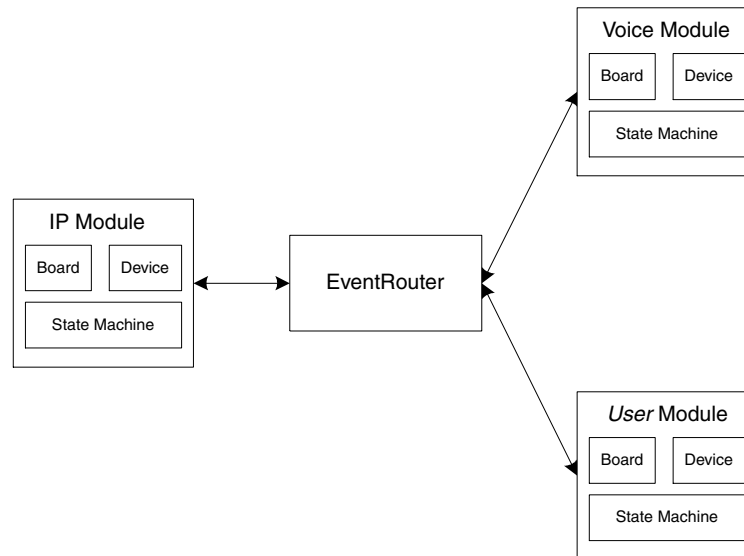 Voice Module
Board
Device
State Machine
IP Module
Board
Device
State Machine
EventRouter
User Module
Board
Device
State Machine